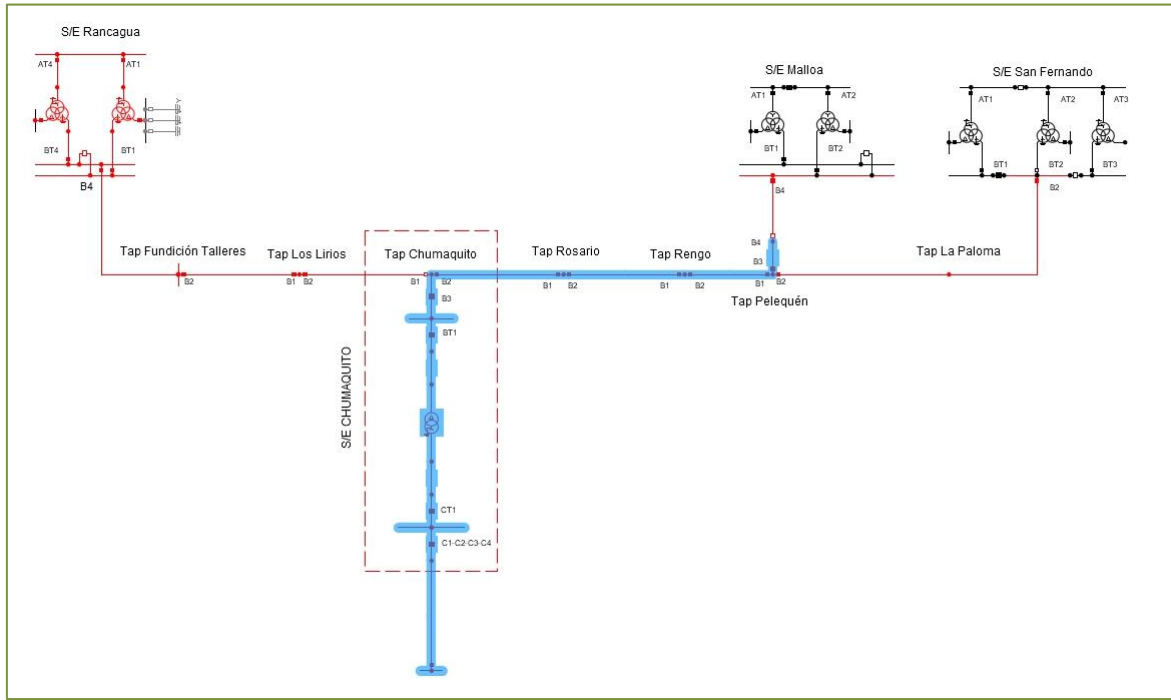 S/E Rancagua
AT4
AT1
BT4
BT1
B4
S/E Malloa
AT1
AT2
BT1
BT2
B4
S/E San Fernando
AT1
AT2
AT3
BT1
BT2
BT3
B2
Tap Fundición Talleres
B2
Tap Los Lirios
B1
B2
Tap Chumaquito
B1
B2
B3
BT1
S/E CHUMAQUITO
CT1
C1-C2-C3-C4
Tap Rosario
B1
B2
Tap Rengo
B1
B2
B4
B3
B1
B2
Tap Pelequén
Tap La Paloma